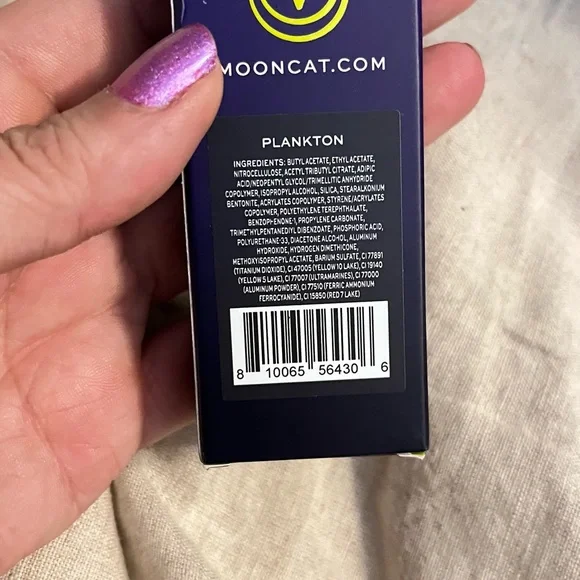 MOONCAT.COM
PLANKTON
INGREDIENTS: BUTYL ACETATE, ETHYL ACETATE,
NITROCELLULOSE, ACETYL TRIBUTYL CITRATE, ADIPIC
ACID/NEOPENTYL GLYCOL/TRIMELLITIC ANHYDRIDE
COPOLYMER, ISOPROPYL ALCOHOL, SILICA, STEARALKONIUM
BENTONITE, ACRYLATES COPOLYMER, STYRENE/ACRYLATES
COPOLYMER, POLYETHYLENE TEREPHTHALATE,
BENZOPHENONE-1, PROPYLENE CARBONATE,
TRIMETHYLPENTANEDIYL DIBENZOATE, PHOSPHORIC ACID,
POLYURETHANE-33, DIACETONE ALCOHOL, ALUMINUM
HYDROXIDE, HYDROGEN DIMETHICONE,
METHOXYISOPROPYL ACETATE, BARIUM SULFATE, CI 77891
(TITANIUM DIOXIDE), CI 47005 (YELLOW 10 LAKE), CI 19140
(YELLOW 5 LAKE), CI 77007 (ULTRAMARINES), CI 77000
(ALUMINUM POWDER), CI 77510 (FERRIC AMMONIUM
FERROCYANIDE), CI 15850 (RED 7 LAKE)
8 10065 56430 6